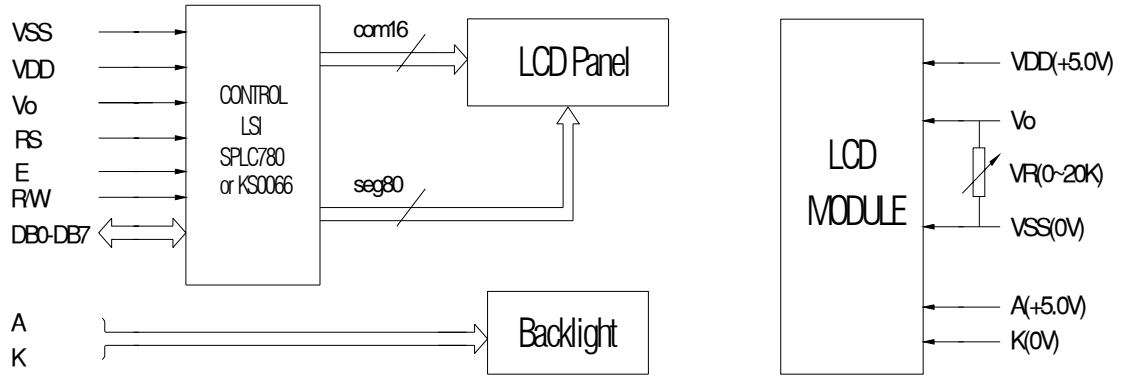 VSS
VDD
Vo
RS
E
R/W
DB0-DB7
A
K
CONTROL
LSI
SPLC780
or KS0066
com16
seg80
LCD Panel
Backlight
LCD
MODULE
VDD(+5.0V)
Vo
VR(0~20K)
VSS(0V)
A(+5.0V)
K(0V)